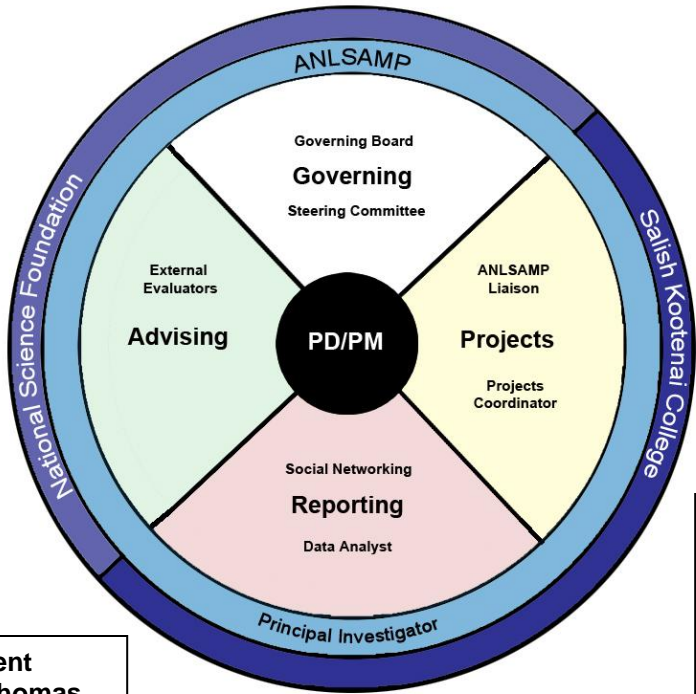 ANLSAMP
National Science Foundation
Salish Kootenai College
Governing Board
Governing
Steering Committee
External
Evaluators
Advising
PD/PM
ANLSAMP
Liaison
Projects
Projects
Coordinator
Social Networking
Reporting
Data Analyst
Principal Investigator